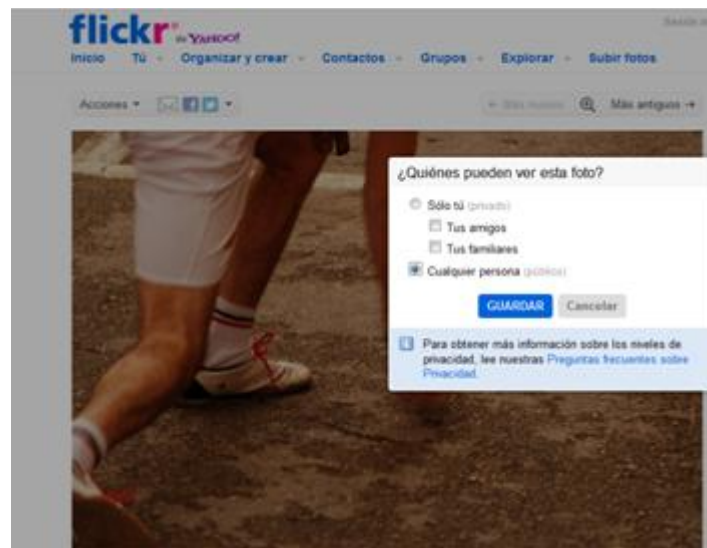 flickr de YAHOO!
Inicio Tú Organizar y crear Contactos Grupos Explorar Subir fotos
Acciones Más antiguos →
¿Quiénes pueden ver esta foto?
Sólo tú (privado)
Tus amigos
Tus familiares
Cualquier persona (público)
GUARDAR Cancelar
Para obtener más información sobre los niveles de
privacidad, lee nuestras Preguntas frecuentes sobre
Privacidad.